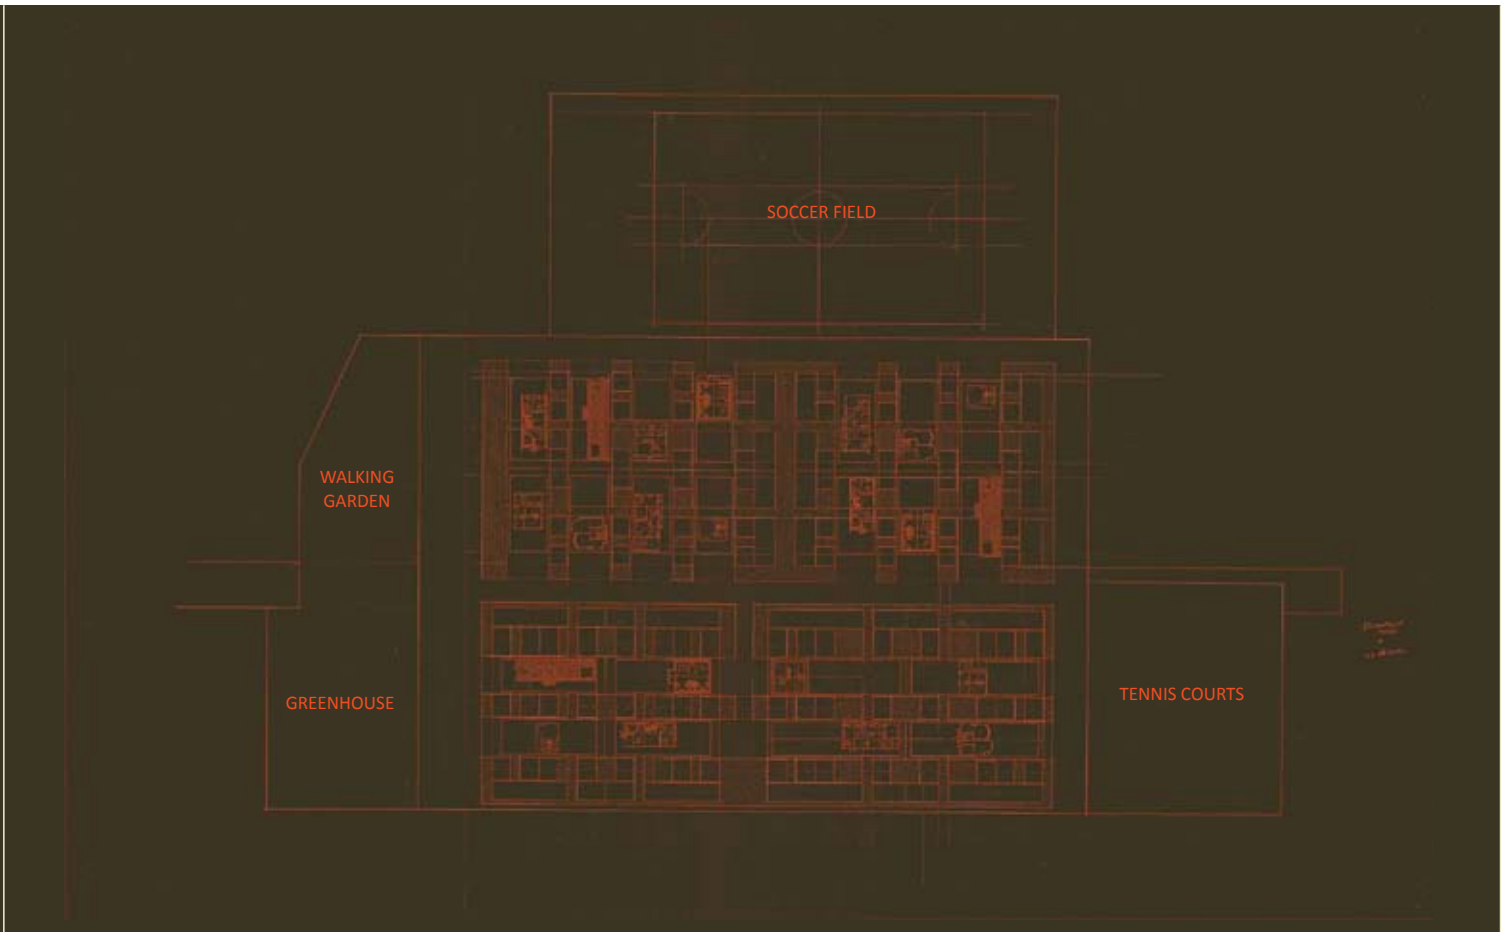 SOCCER FIELD
WALKING
GARDEN
GREENHOUSE
TENNIS COURTS